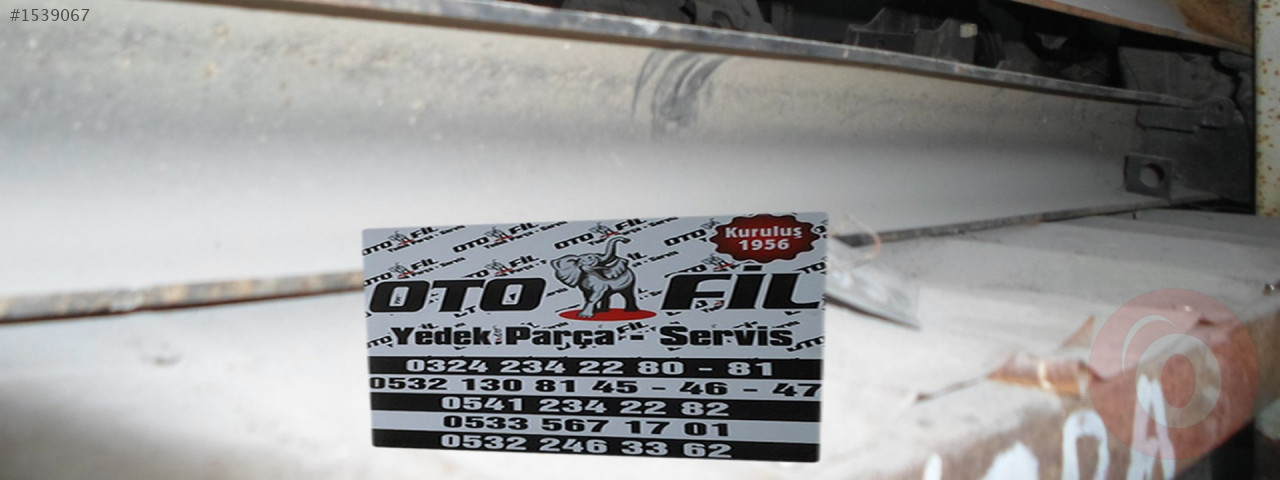 #1539067
Kuruluş
1956
OTO FİL
Yedek Parça - Servis
0324 234 22 80 - 81
0532 130 81 45 - 46 - 47
0541 234 22 82
0533 567 17 01
0532 246 33 62